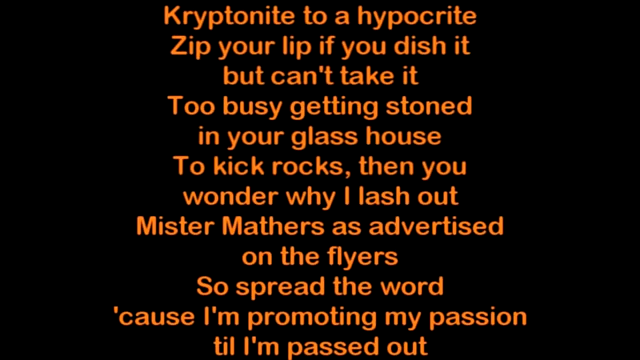 Kryptonite to a hypocrite
Zip your lip if you dish it
but can't take it
Too busy getting stoned
in your glass house
To kick rocks, then you
wonder why I lash out
Mister Mathers as advertised
on the flyers
So spread the word
'cause I'm promoting my passion
til I'm passed out